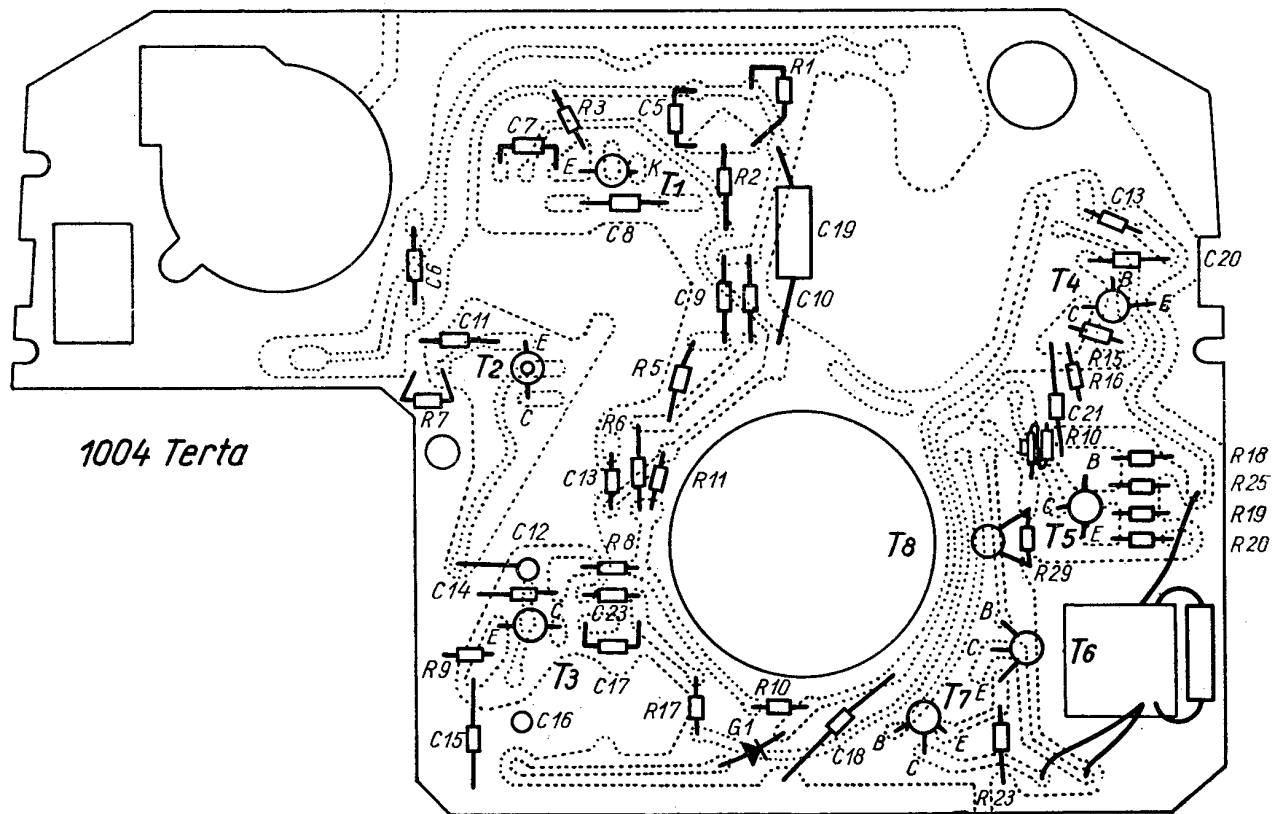 R1
R3
C5
C7
E
K
T1
R2
C8
C13
C19
C20
C6
T4
B
E
C
C9
C10
C11
E
T2
C
R15
R5
R16
R7
C21
R6
R10
1004 Terta
R18
B
C13
R11
R25
C
R19
C12
T8
T5
E
R20
R8
R29
C14
C23
E
C
B
T6
C
R9
T3
C17
E
R10
T7
R17
C16
G1
C15
C18
B
E
C
R23